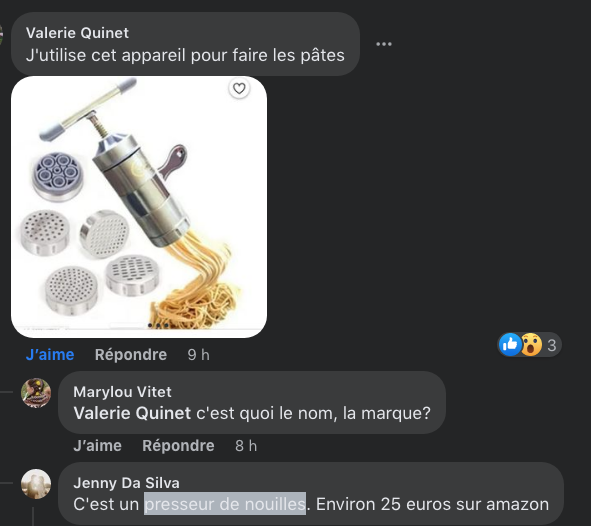 Valerie Quinet
J'utilise cet appareil pour faire les pâtes
J'aime Répondre 9 h
3
Marylou Vitet
Valerie Quinet c'est quoi le nom, la marque?
J'aime Répondre 8 h
Jenny Da Silva
C'est un presseur de nouilles. Environ 25 euros sur amazon